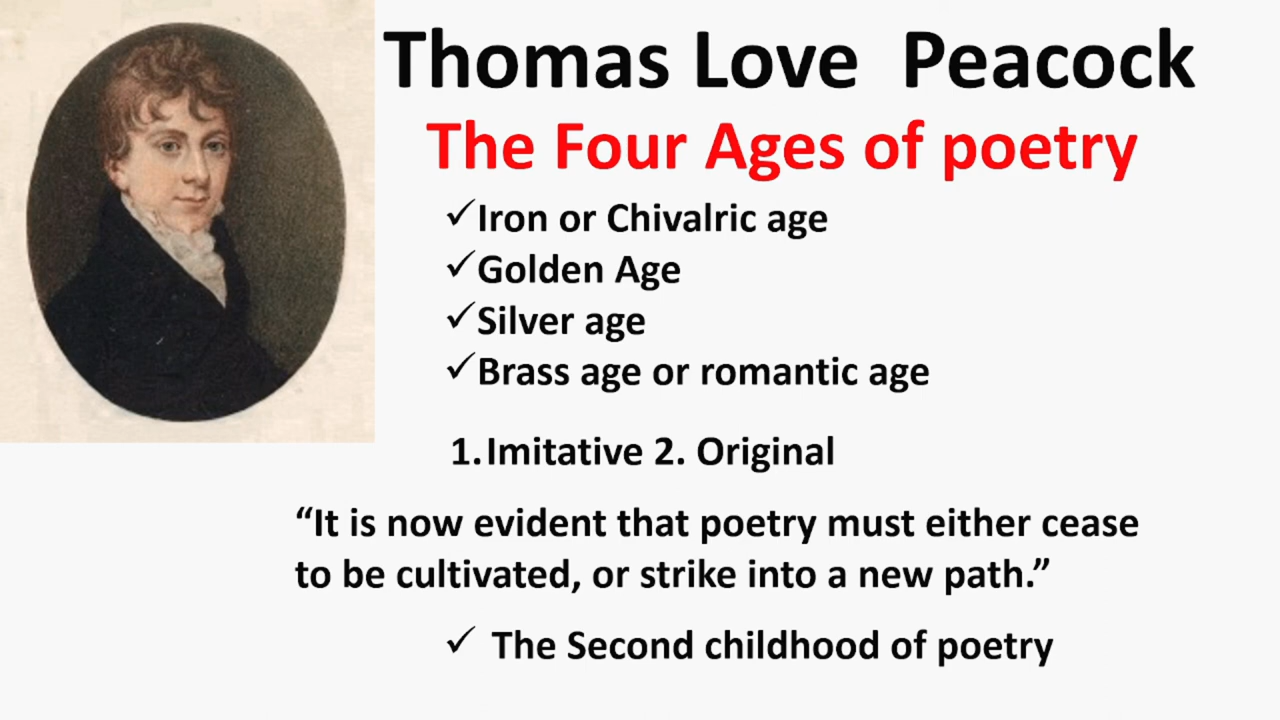 Thomas Love Peacock
The Four Ages of poetry
✓Iron or Chivalric age
✓Golden Age
✓Silver age
✓Brass age or romantic age
1. Imitative 2. Original
“It is now evident that poetry must either cease
to be cultivated, or strike into a new path.”
✓ The Second childhood of poetry